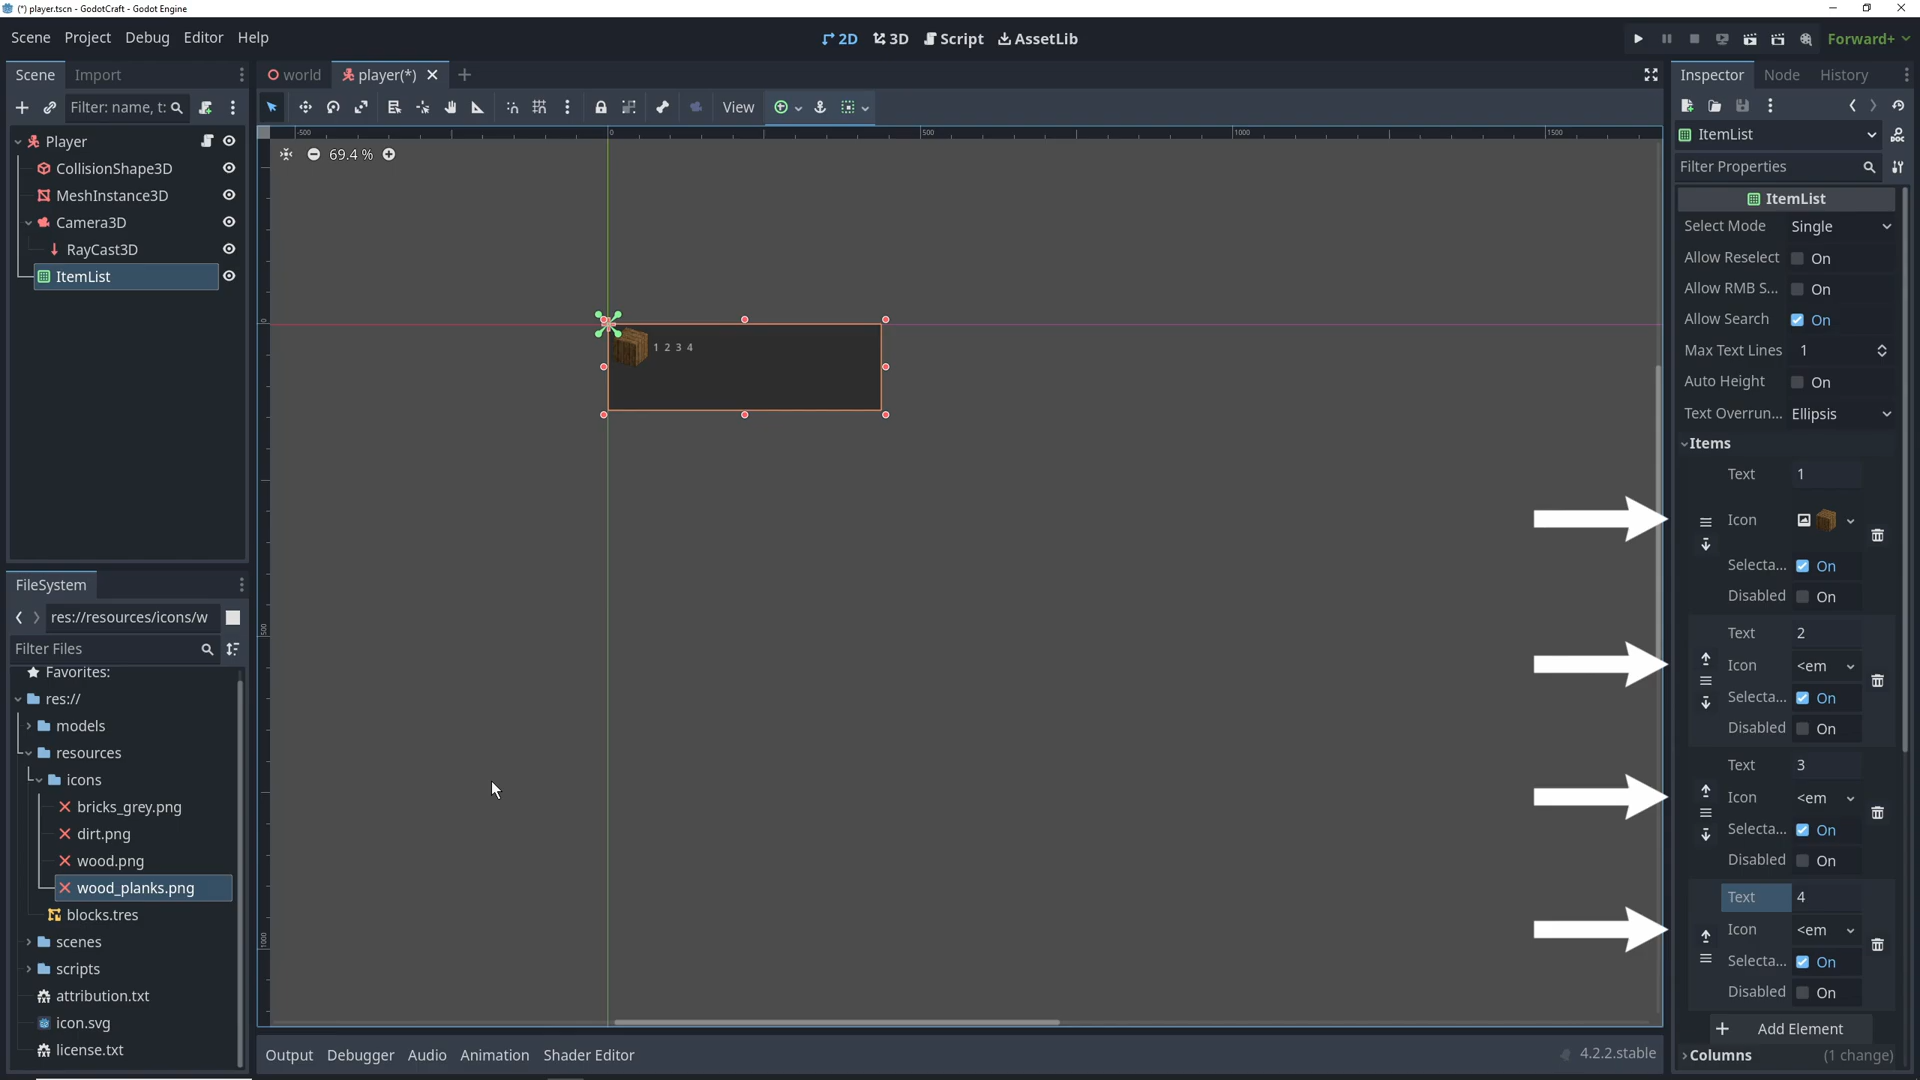 (*) player.tscn - GodotCraft - Godot Engine
Scene Project Debug Editor Help
2D 3D Script AssetLib
Forward+
Scene Import
world player(*)
Inspector Node History
Filter: name, t:
View
Player
CollisionShape3D
MeshInstance3D
Camera3D
RayCast3D
ItemList
-500 0 500 1000 1500
69.4 %
0
500
1000
1 2 3 4
FileSystem
res://resources/icons/w
Filter Files
Favorites:
res://
models
resources
icons
bricks_grey.png
dirt.png
wood.png
wood_planks.png
blocks.tres
scenes
scripts
attribution.txt
icon.svg
license.txt
Output Debugger Audio Animation Shader Editor
4.2.2.stable
ItemList
Filter Properties
ItemList
Select Mode Single
Allow Reselect On
Allow RMB S... On
Allow Search On
Max Text Lines 1
Auto Height On
Text Overrun... Ellipsis
Items
Text 1
Icon
Selecta... On
Disabled On
Text 2
Icon <em
Selecta... On
Disabled On
Text 3
Icon <em
Selecta... On
Disabled On
Text 4
Icon <em
Selecta... On
Disabled On
Add Element
Columns (1 change)